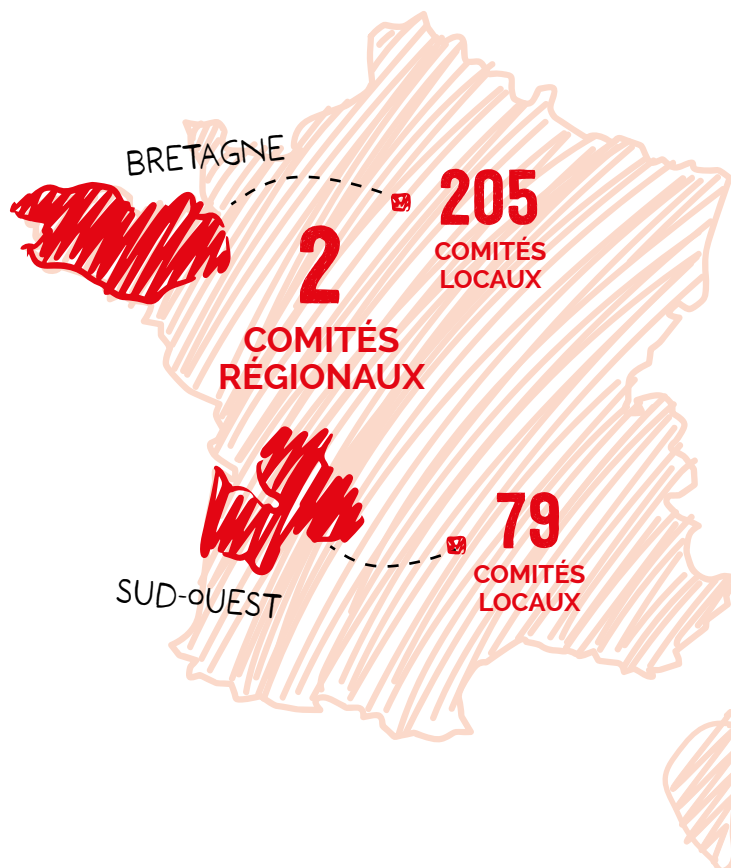 BRETAGNE
205
COMITÉS
LOCAUX
2
COMITÉS
RÉGIONAUX
79
COMITÉS
LOCAUX
SUD-OUEST